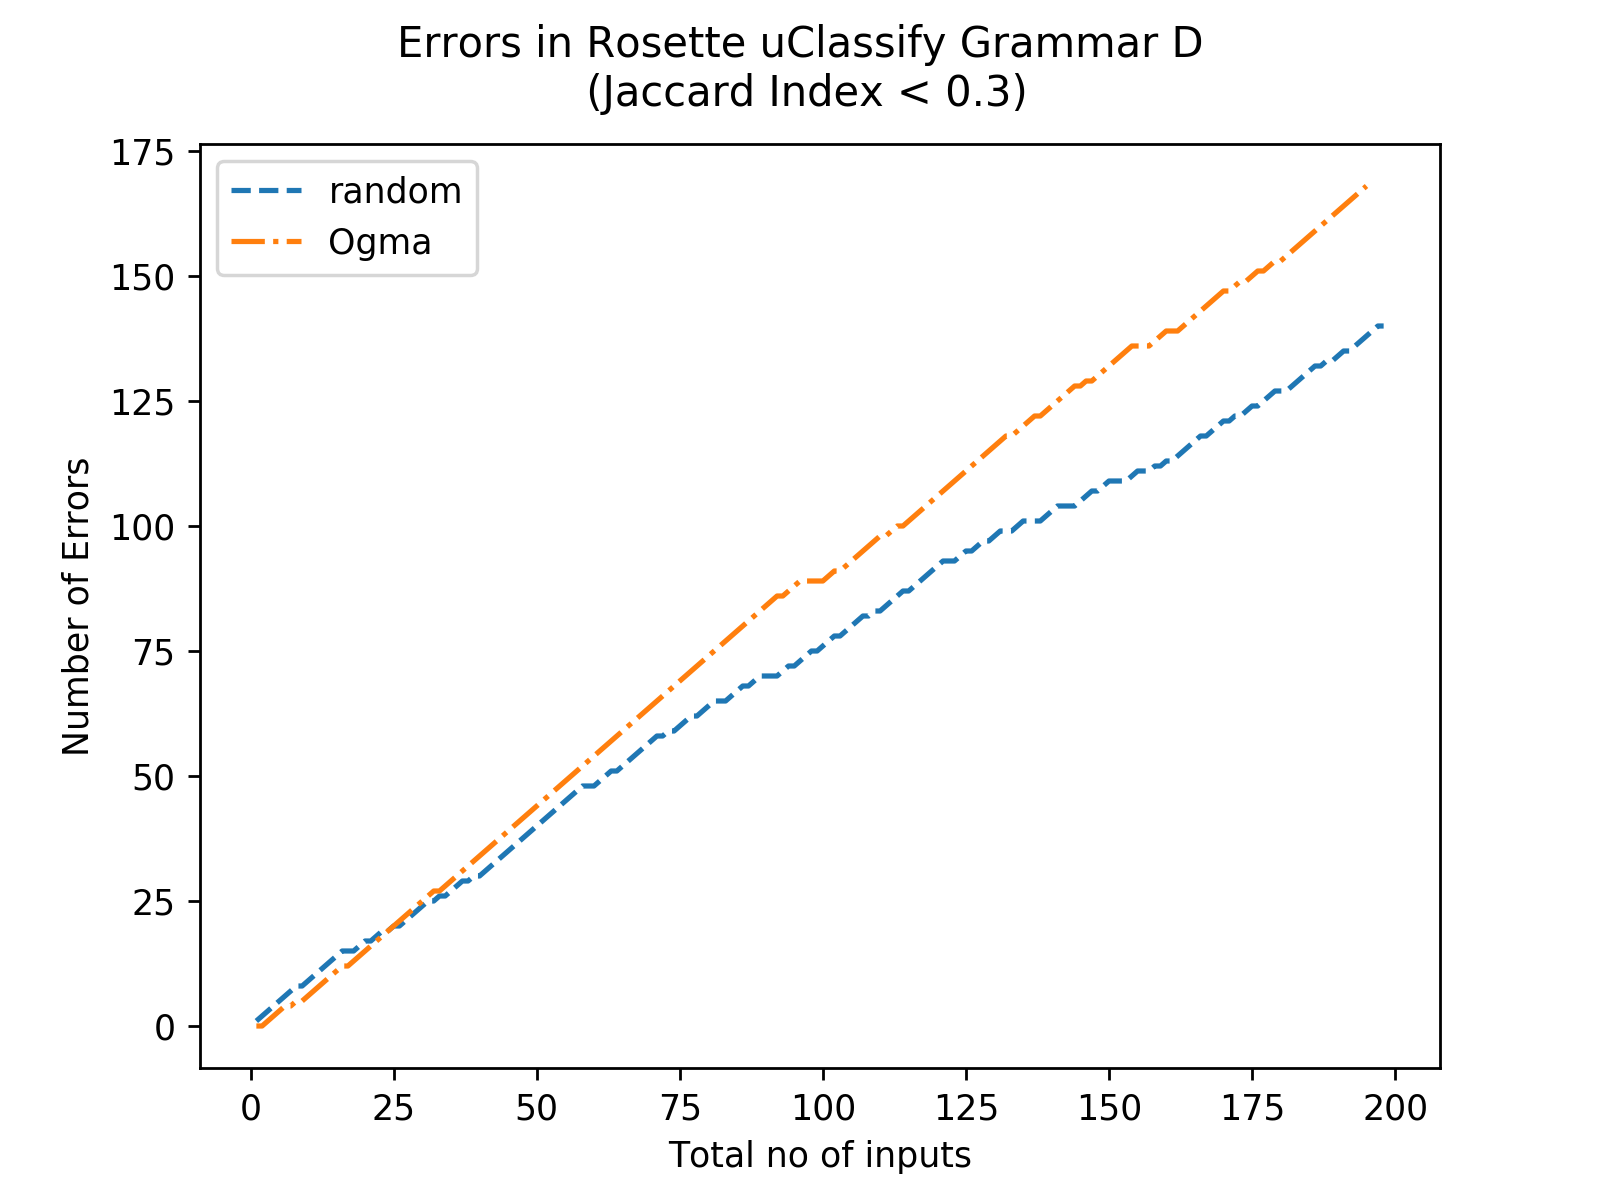 Errors in Rosette uClassify Grammar D
(Jaccard Index < 0.3)
random
Ogma
175
150
125
100
75
50
25
0
Number of Errors
0 25 50 75 100 125 150 175 200
Total no of inputs